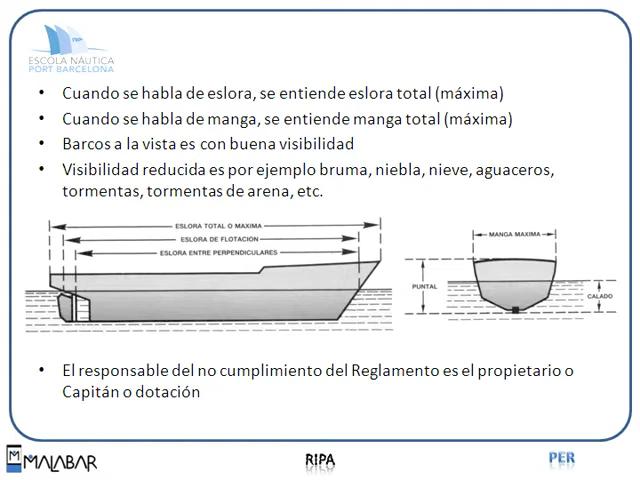 ESCOLA NÀUTICA
PORT BARCELONA
• Cuando se habla de eslora, se entiende eslora total (máxima)
• Cuando se habla de manga, se entiende manga total (máxima)
• Barcos a la vista es con buena visibilidad
• Visibilidad reducida es por ejemplo bruma, niebla, nieve, aguaceros,
tormentas, tormentas de arena, etc.
ESLORA TOTAL O MAXIMA
ESLORA DE FLOTACIÓN
ESLORA ENTRE PERPENDICULARES
MANGA MAXIMA
PUNTAL
CALADO
• El responsable del no cumplimiento del Reglamento es el propietario o
Capitán o dotación
MALABAR
RIPA
PER